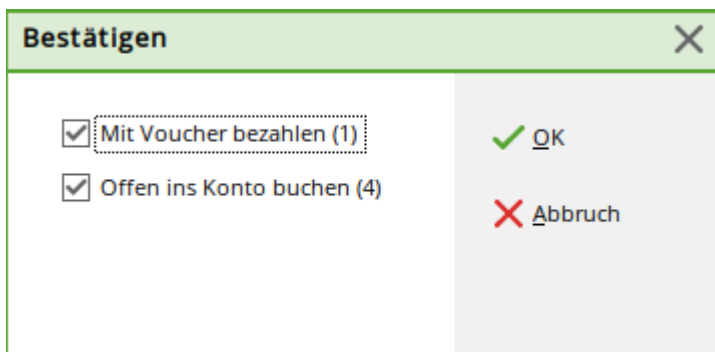 Bestätigen
Mit Voucher bezahlen (1)
OK
Offen ins Konto buchen (4)
Abbruch